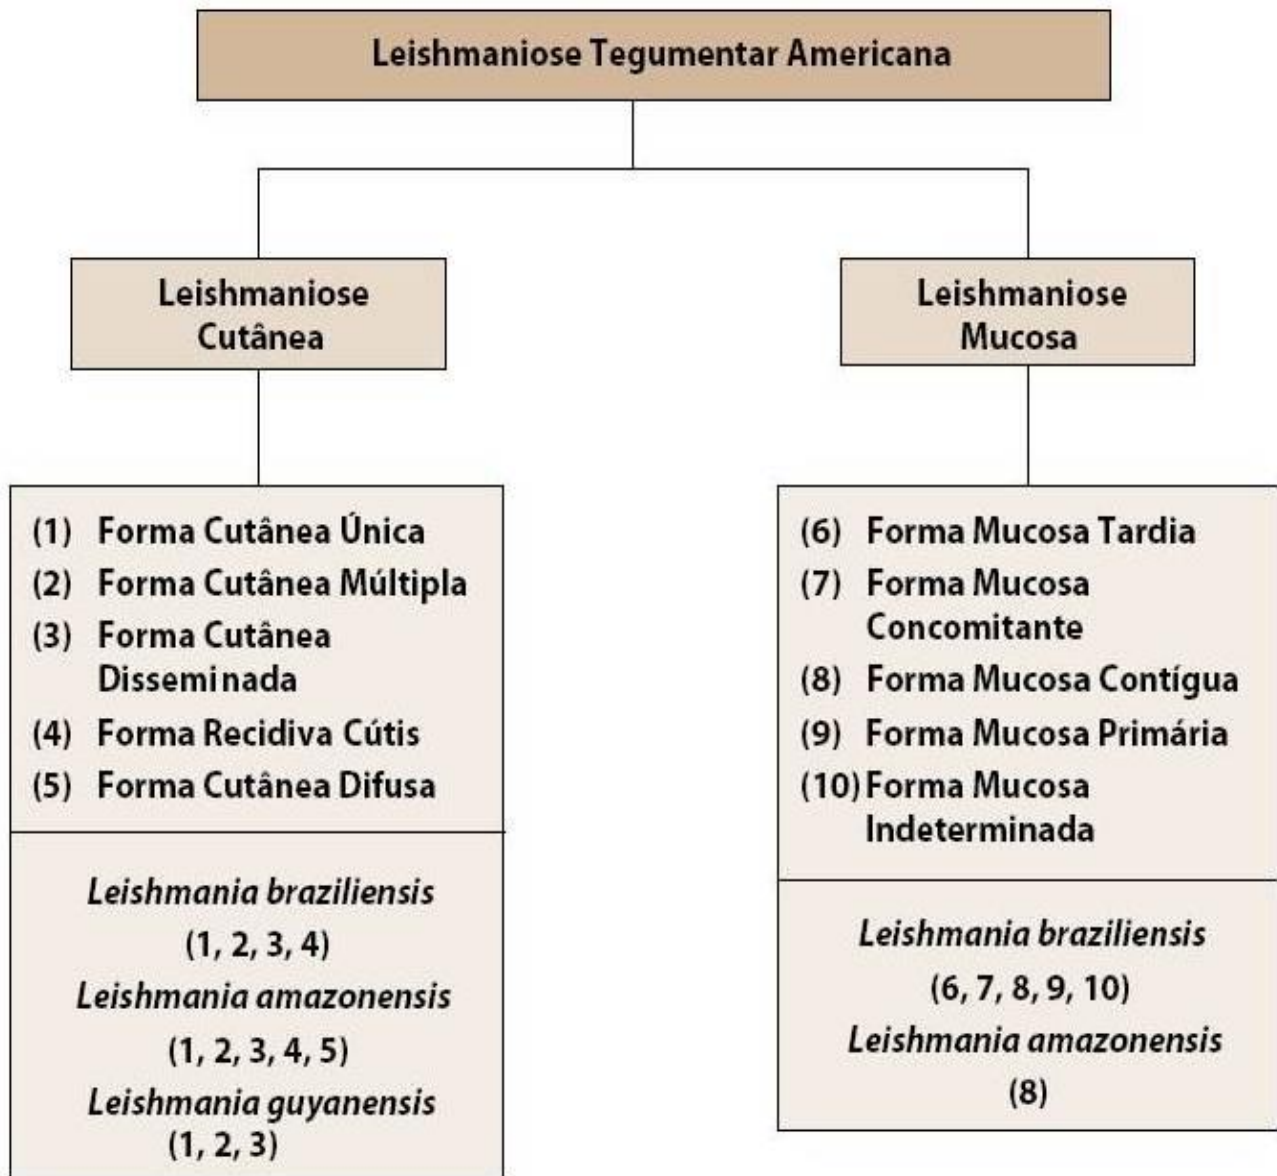 Leishmaniose Tegumentar Americana
Leishmaniose
Cutânea
(1) Forma Cutânea Única
(2) Forma Cutânea Múltipla
(3) Forma Cutânea
Disseminada
(4) Forma Recidiva Cútis
(5) Forma Cutânea Difusa
Leishmania braziliensis
(1, 2, 3, 4)
Leishmania amazonensis
(1, 2, 3, 4, 5)
Leishmania guyanensis
(1, 2, 3)
Leishmaniose
Mucosa
(6) Forma Mucosa Tardia
(7) Forma Mucosa
Concomitante
(8) Forma Mucosa Contígua
(9) Forma Mucosa Primária
(10) Forma Mucosa
Indeterminada
Leishmania braziliensis
(6, 7, 8, 9, 10)
Leishmania amazonensis
(8)